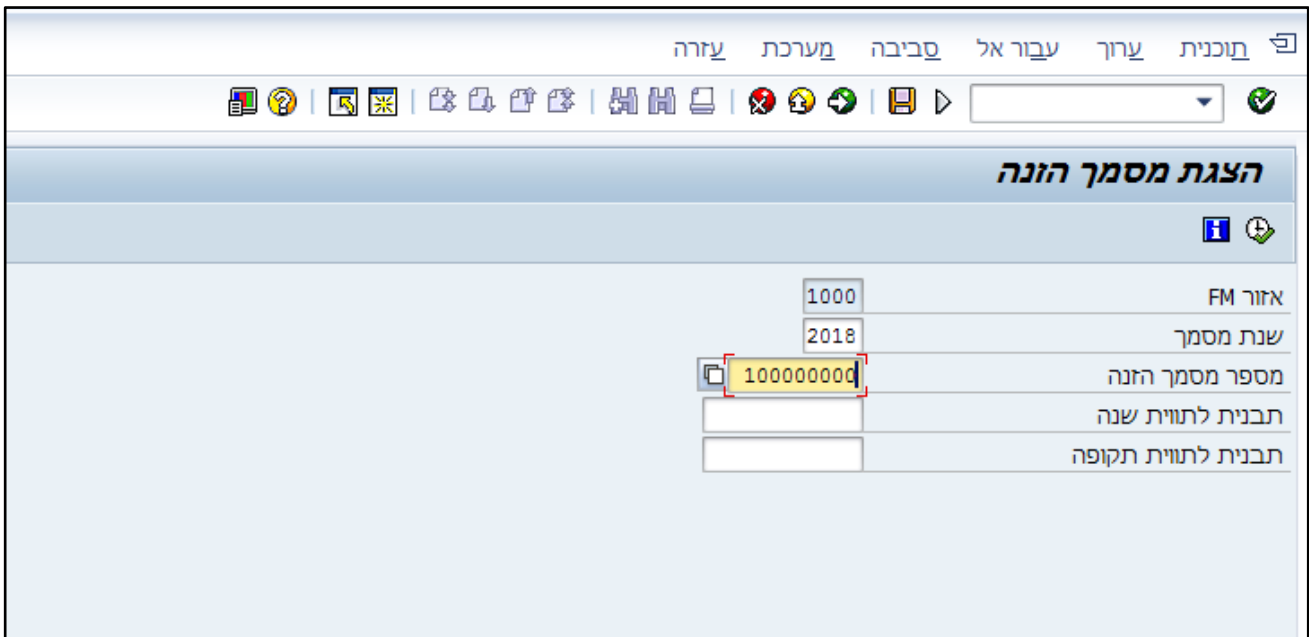 תוכנית ערוך עבור אל סביבה מערכת עזרה
הצגת מסמך הזנה
אזור FM 1000
שנת מסמך 2018
מספר מסמך הזנה 100000000
תבנית לתווית שנה
תבנית לתווית תקופה